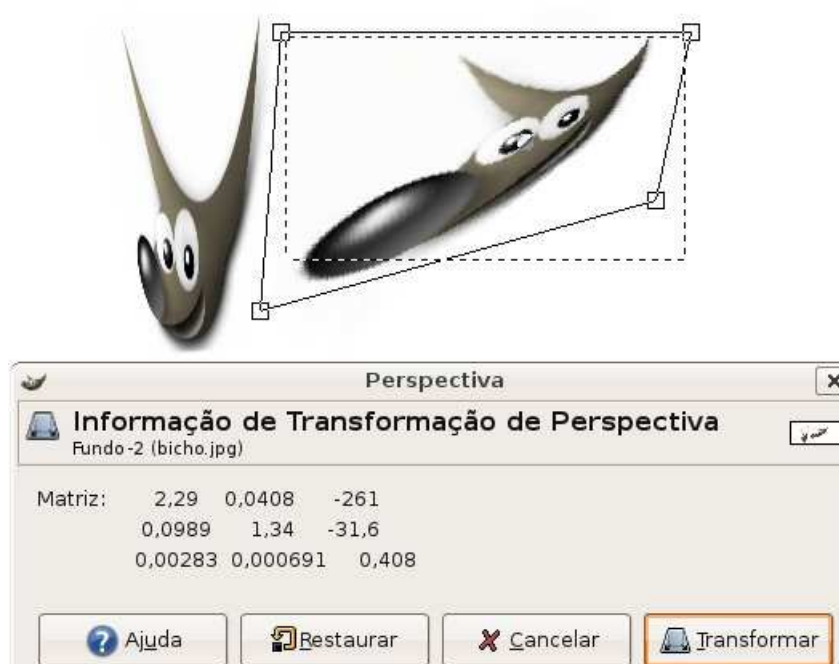 Perspectiva
Informação de Transformação de Perspectiva
Fundo-2 (bicho.jpg)
Matriz: 2,29 0,0408 -261
0,0989 1,34 -31,6
0,00283 0,000691 0,408
Ajuda Restaurar Cancelar Transformar